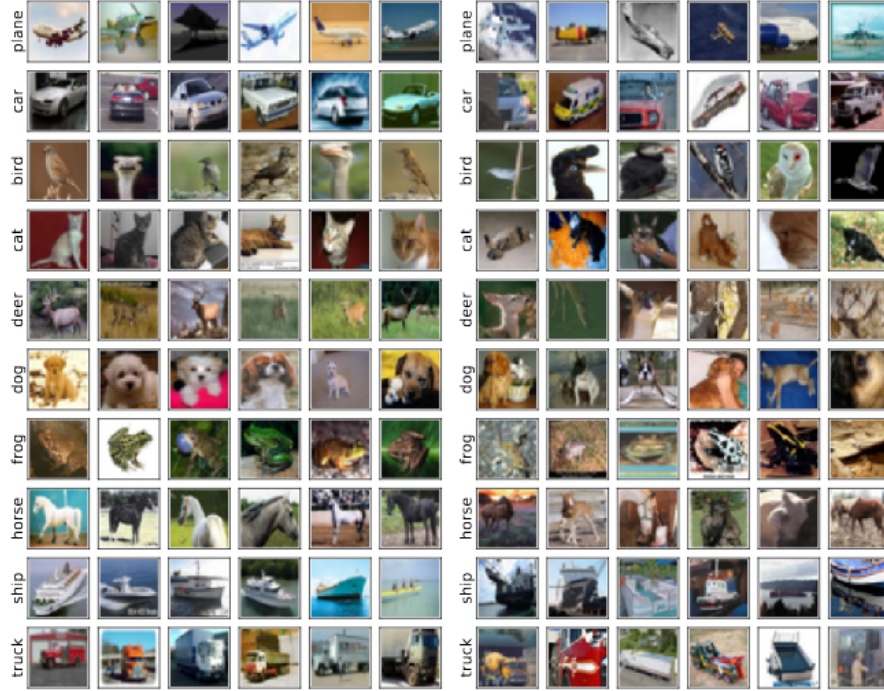 plane
car
bird
cat
deer
dog
frog
horse
ship
truck
plane
car
bird
cat
deer
dog
frog
horse
ship
truck